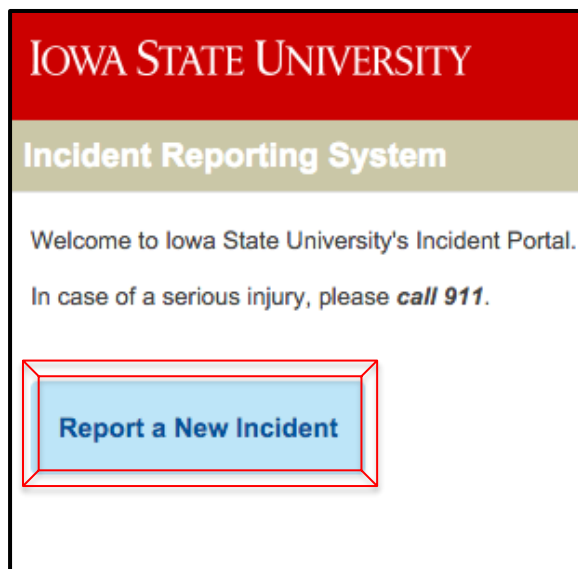 IOWA STATE UNIVERSITY
Incident Reporting System
Welcome to Iowa State University's Incident Portal.
In case of a serious injury, please call 911.
Report a New Incident